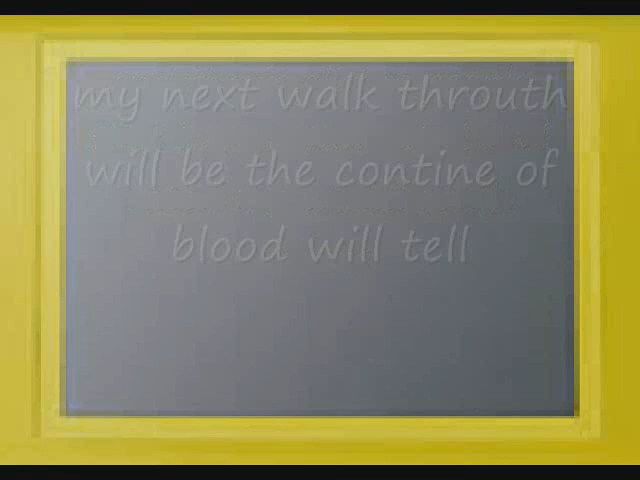 my next walk throuth
will be the contine of
blood will tell